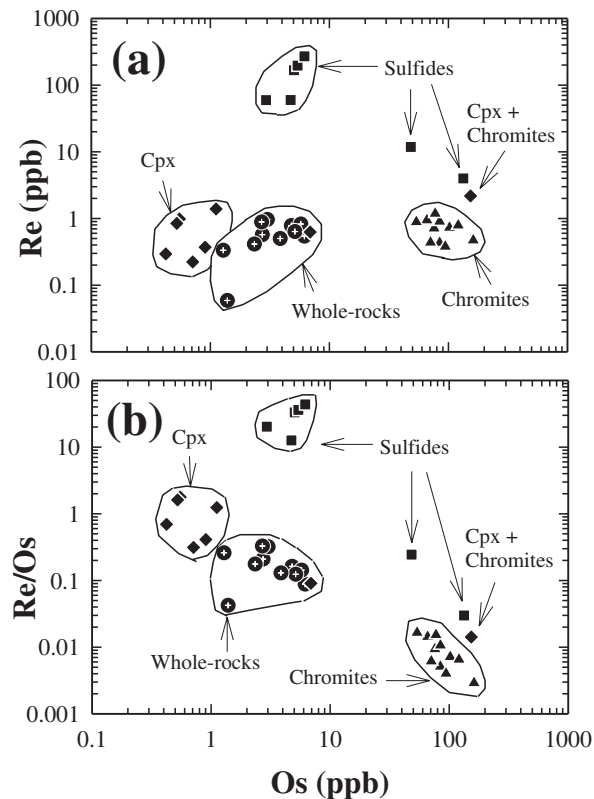 1000
(a)
Sulfides
100
Cpx +
Chromites
10
Cpx
Re (ppb)
1
0.1
Whole-rocks
Chromites
0.01
100
(b)
Cpx
Sulfides
10
Cpx +
Chromites
1
Re/Os
0.1
0.01
Whole-rocks
Chromites
0.001
0.1 1 10 100 1000
Os (ppb)